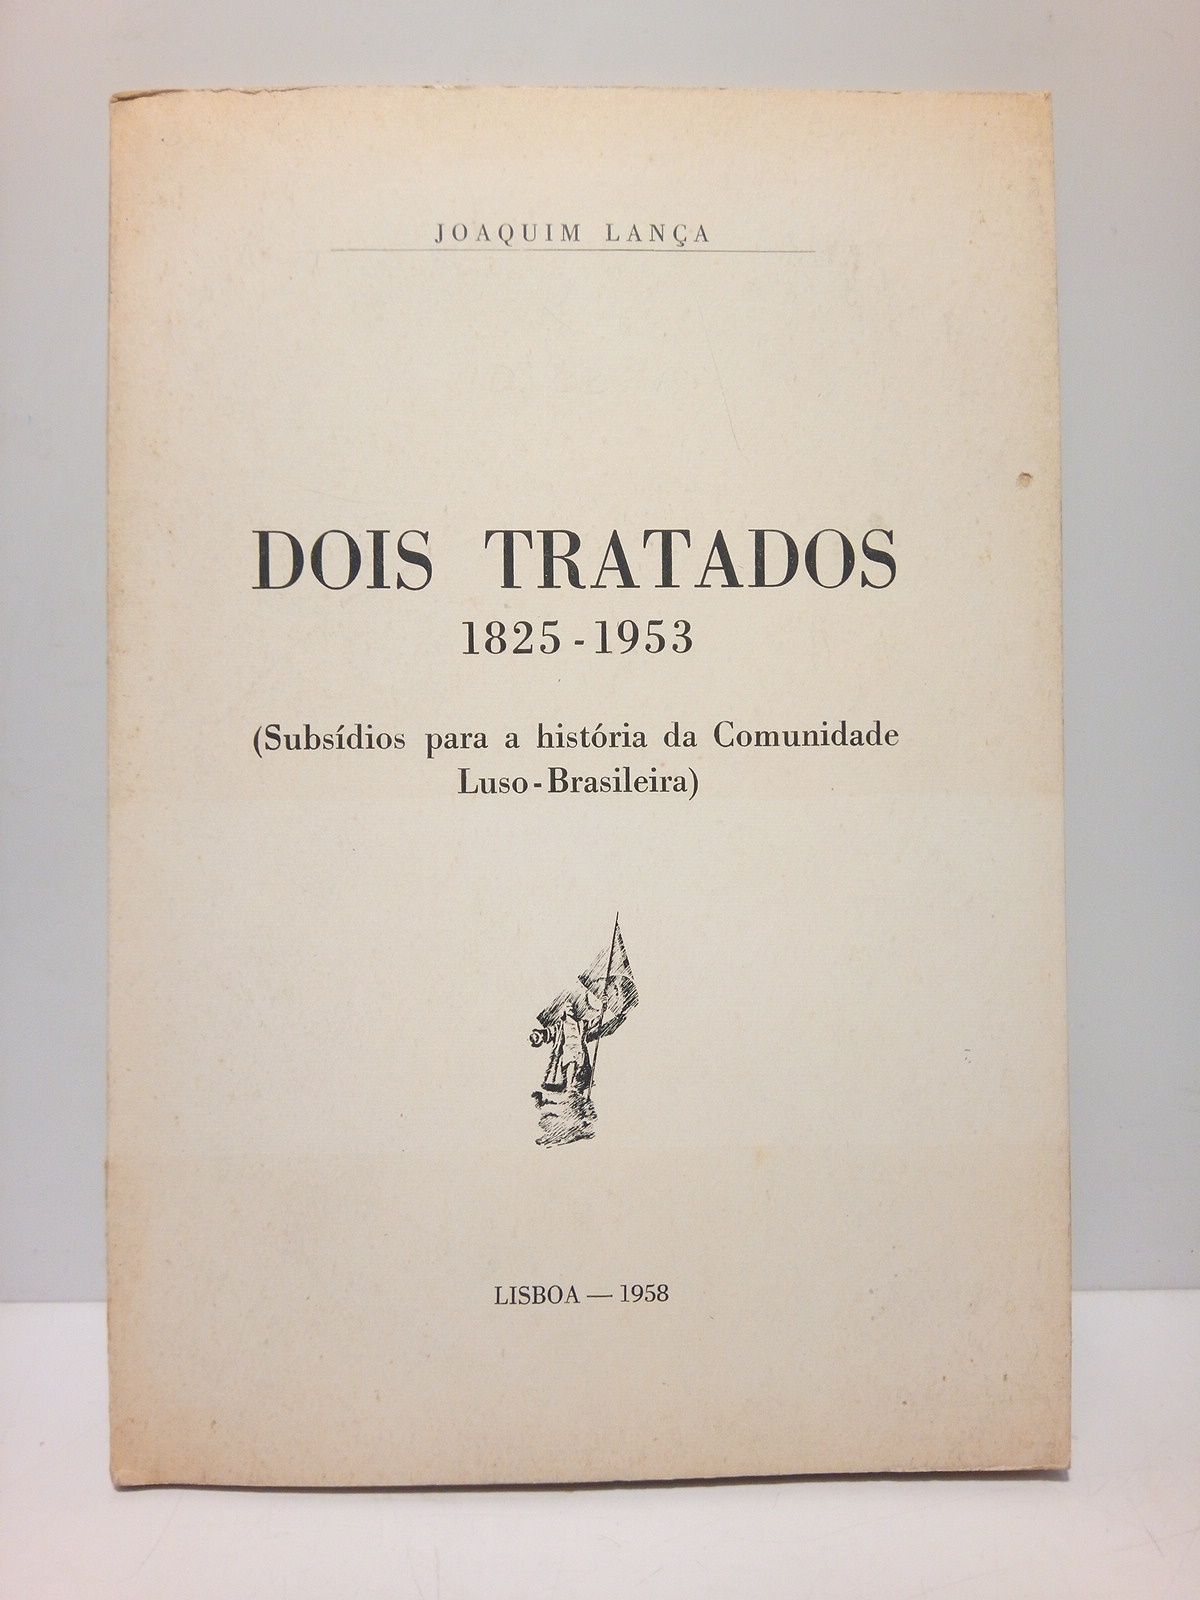 JOAQUIM LANÇA
DOIS TRATADOS
1825-1953
(Subsídios para a história da Comunidade
Luso-Brasileira)
LISBOA — 1958